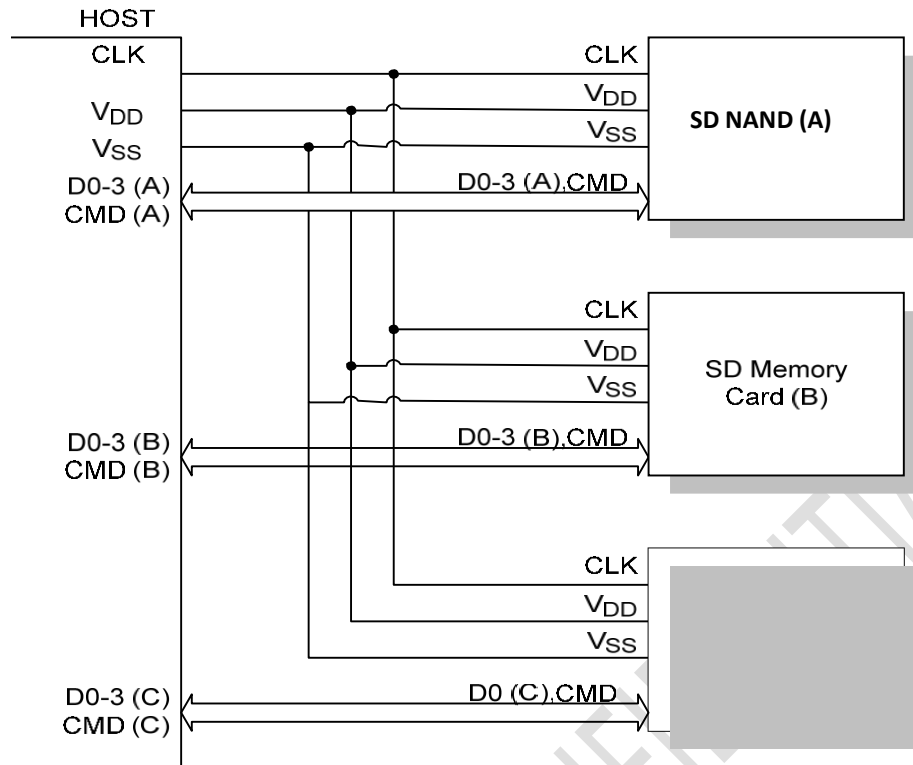 HOST
CLK
VDD
VSS
D0-3 (A)
CMD (A)
CLK
VDD
VSS
D0-3 (A),CMD
SD NAND (A)
CLK
VDD
VSS
D0-3 (B)
CMD (B)
D0-3 (B),CMD
SD Memory
Card (B)
CLK
VDD
VSS
D0-3 (C)
CMD (C)
D0 (C),CMD